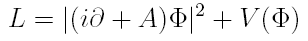 L = |(i∂ + A)Φ|² + V(Φ)